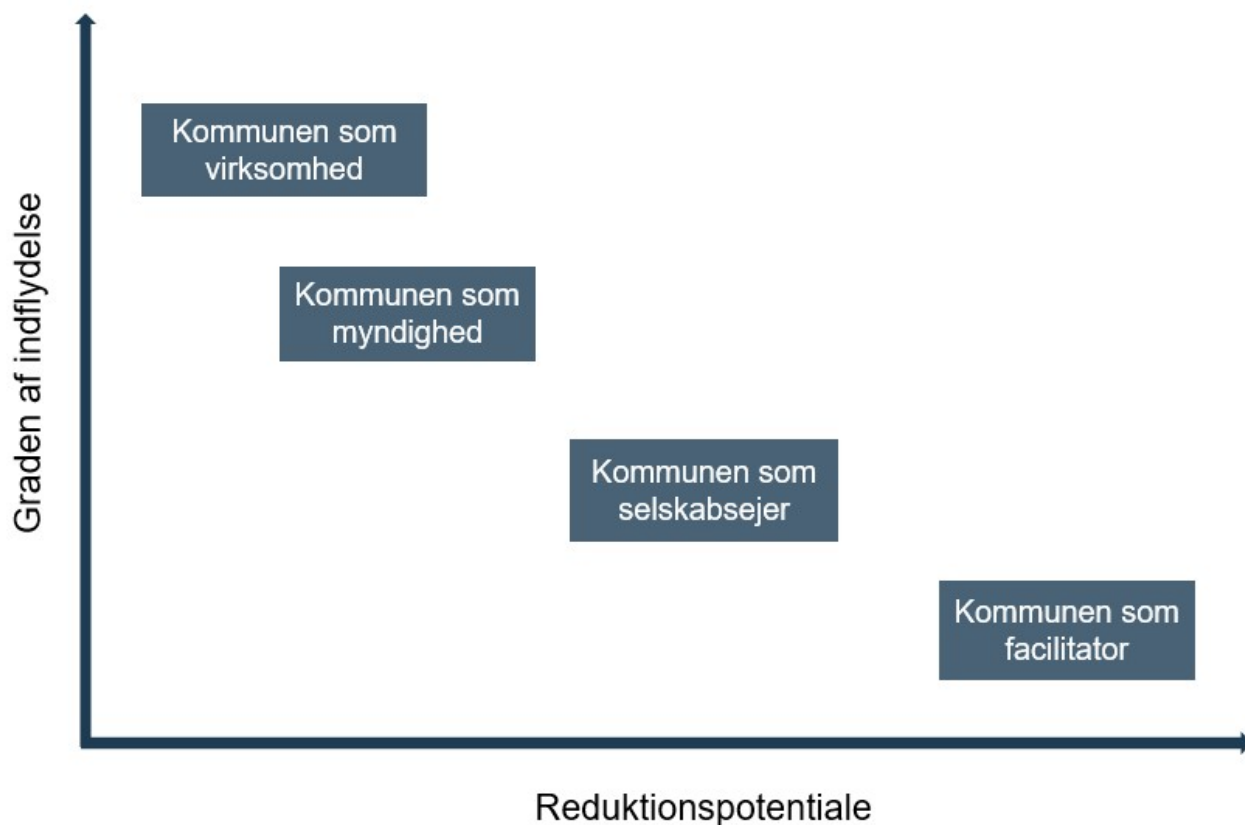 Graden af indflydelse
Kommunen som
virksomhed
Kommunen som
myndighed
Kommunen som
selskabsejer
Kommunen som
facilitator
Reduktionspotentiale